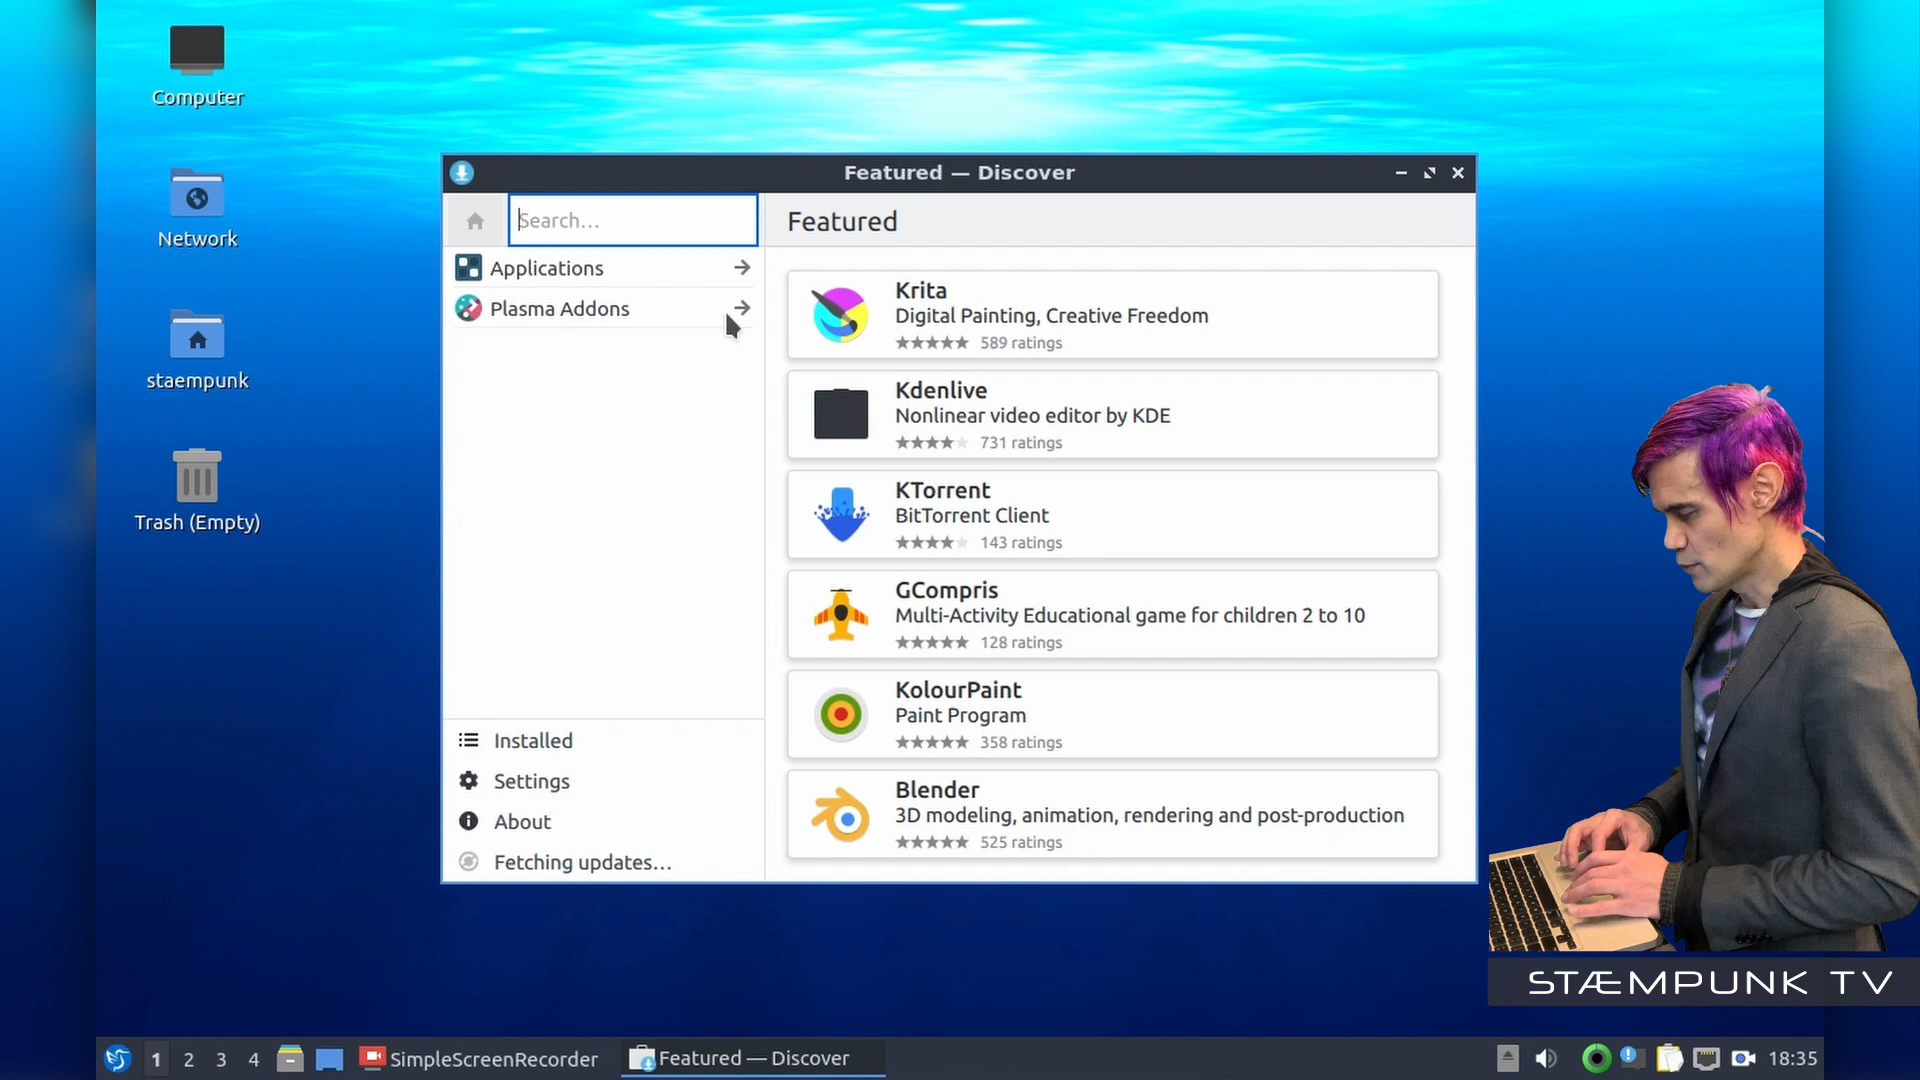 Computer
Network
staempunk
Trash (Empty)
Featured — Discover
Search...
Featured
Applications
Plasma Addons
Krita
Digital Painting, Creative Freedom
589 ratings
Kdenlive
Nonlinear video editor by KDE
731 ratings
KTorrent
BitTorrent Client
143 ratings
GCompris
Multi-Activity Educational game for children 2 to 10
128 ratings
KolourPaint
Paint Program
358 ratings
Blender
3D modeling, animation, rendering and post-production
525 ratings
Installed
Settings
About
Fetching updates...
STÆMPUNK TV
1 2 3 4 SimpleScreenRecorder Featured — Discover 18:35